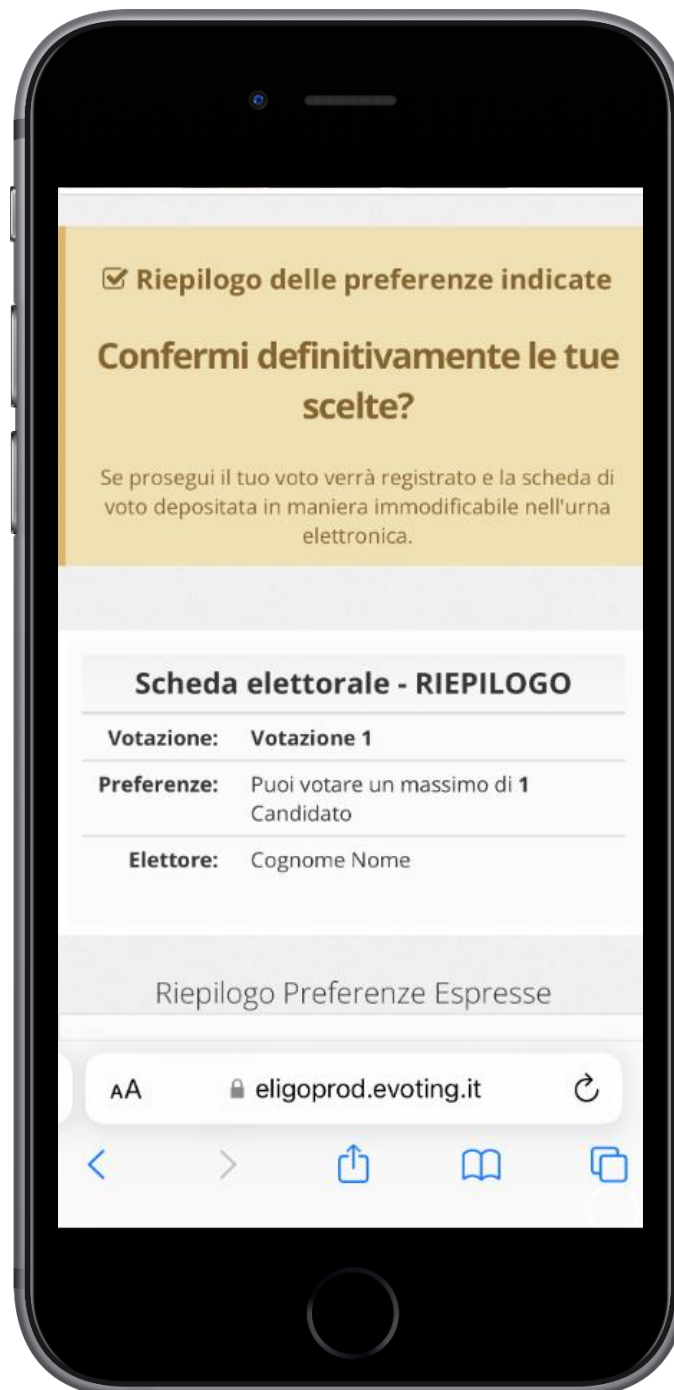 Riepilogo delle preferenze indicate
Confermi definitivamente le tue
scelte?
Se prosegui il tuo voto verrà registrato e la scheda di
voto depositata in maniera immodificabile nell'urna
elettronica.
Scheda elettorale - RIEPILOGO
Votazione: Votazione 1
Preferenze: Puoi votare un massimo di 1
Candidato
Elettore: Cognome Nome
Riepilogo Preferenze Espresse
AA eligoprod.evoting.it